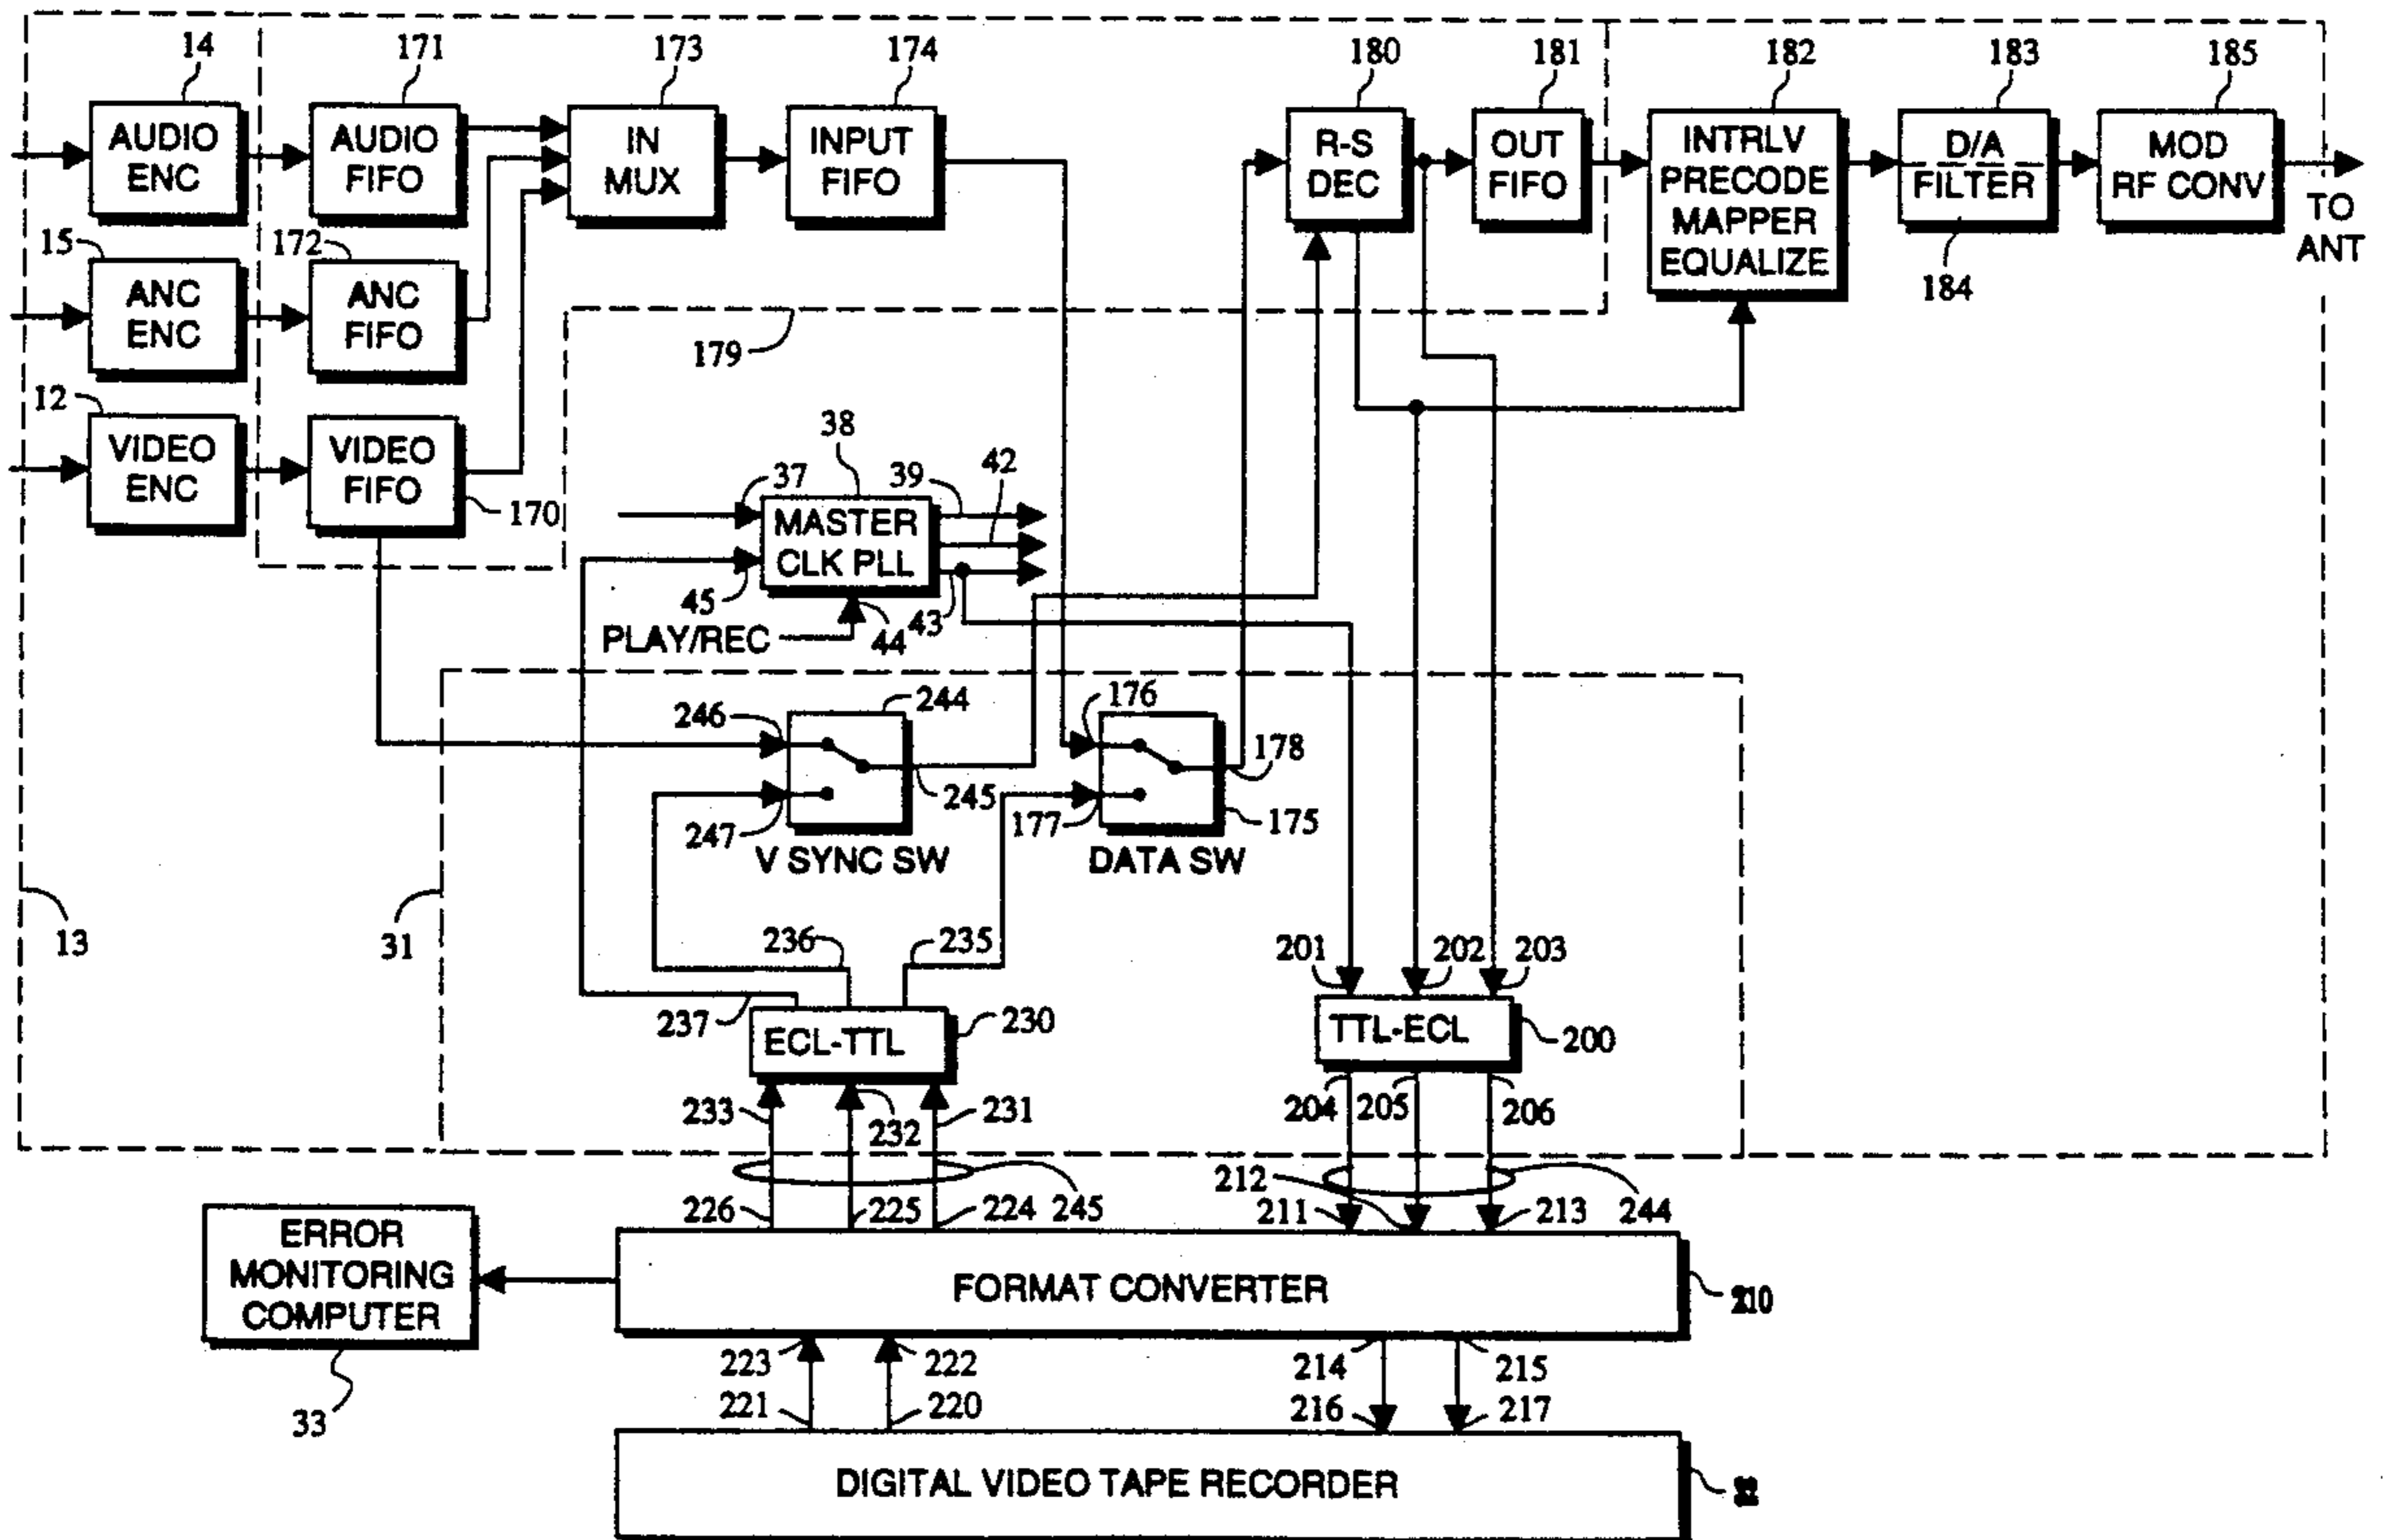 14 171 173 174 180 181 182 183 185
AUDIO
ENC
AUDIO
FIFO
IN
MUX
INPUT
FIFO
R-S
DEC
OUT
FIFO
INTRLV
PRECODE
MAPPER
EQUALIZE
D/A
FILTER
184
MOD
RF CONV
TO
ANT
15 172
ANC
ENC
ANC
FIFO
179
12
VIDEO
ENC
VIDEO
FIFO
170
38
37 39 42
MASTER
CLK PLL
45 44 43
PLAY/REC
246 244
247 245
V SYNC SW
176 178
177 175
DATA SW
13 31
236 235
237
ECL-TTL
230
201 202 203
TTL-ECL
200
233 232 231
204 205 206
226 225 224 245
212
211 213 244
ERROR
MONITORING
COMPUTER
33
FORMAT CONVERTER
210
223 222 214 215
221 220 216 217
DIGITAL VIDEO TAPE RECORDER